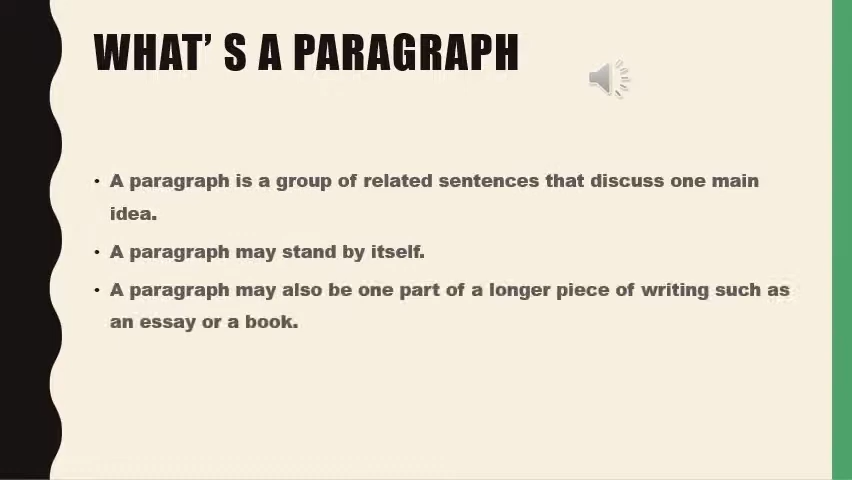 WHAT’ S A PARAGRAPH
• A paragraph is a group of related sentences that discuss one main
idea.
• A paragraph may stand by itself.
• A paragraph may also be one part of a longer piece of writing such as
an essay or a book.